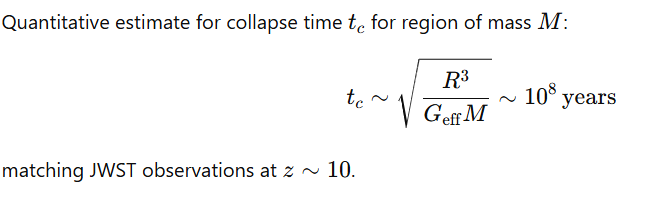 Quantitative estimate for collapse time t_c for region of mass M:
t_c ∼ √(R³ / (G_eff M)) ∼ 10⁸ years
matching JWST observations at z ∼ 10.